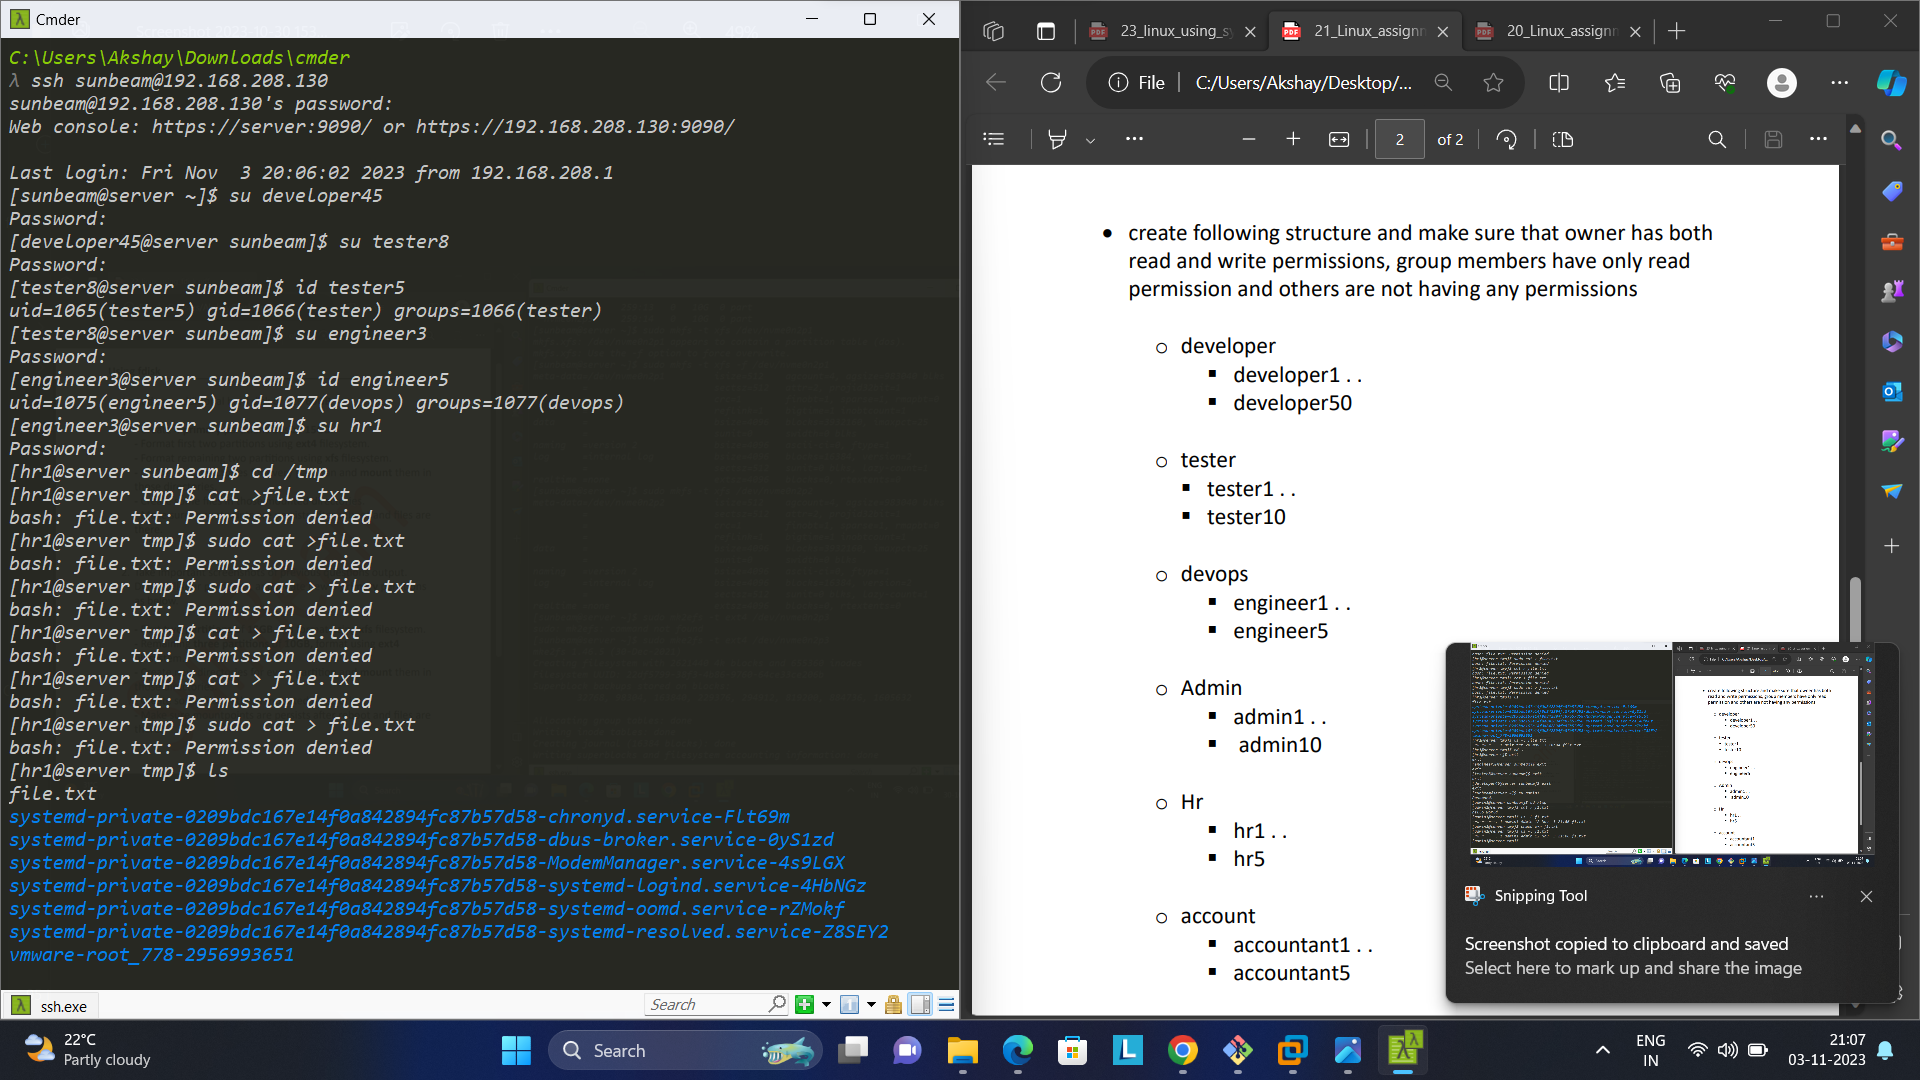 Cmder
C:\Users\Akshay\Downloads\cmder
λ ssh sunbeam@192.168.208.130
sunbeam@192.168.208.130's password:
Web console: https://server:9090/ or https://192.168.208.130:9090/
Last login: Fri Nov  3 20:06:02 2023 from 192.168.208.1
[sunbeam@server ~]$ su developer45
Password:
[developer45@server sunbeam]$ su tester8
Password:
[tester8@server sunbeam]$ id tester5
uid=1065(tester5) gid=1066(tester) groups=1066(tester)
[tester8@server sunbeam]$ su engineer3
Password:
[engineer3@server sunbeam]$ id engineer5
uid=1075(engineer5) gid=1077(devops) groups=1077(devops)
[engineer3@server sunbeam]$ su hr1
Password:
[hr1@server sunbeam]$ cd /tmp
[hr1@server tmp]$ cat >file.txt
bash: file.txt: Permission denied
[hr1@server tmp]$ sudo cat >file.txt
bash: file.txt: Permission denied
[hr1@server tmp]$ sudo cat > file.txt
bash: file.txt: Permission denied
[hr1@server tmp]$ cat > file.txt
bash: file.txt: Permission denied
[hr1@server tmp]$ cat > file.txt
bash: file.txt: Permission denied
[hr1@server tmp]$ sudo cat > file.txt
bash: file.txt: Permission denied
[hr1@server tmp]$ ls
file.txt
systemd-private-0209bdc167e14f0a842894fc87b57d58-chronyd.service-Flt69m
systemd-private-0209bdc167e14f0a842894fc87b57d58-dbus-broker.service-0yS1zd
systemd-private-0209bdc167e14f0a842894fc87b57d58-ModemManager.service-4s9LGX
systemd-private-0209bdc167e14f0a842894fc87b57d58-systemd-logind.service-4HbNGz
systemd-private-0209bdc167e14f0a842894fc87b57d58-systemd-oomd.service-rZMokf
systemd-private-0209bdc167e14f0a842894fc87b57d58-systemd-resolved.service-Z8SEY2
vmware-root_778-2956993651
ssh.exe
Search
23_linux_using_s
21_Linux_assignm
20_Linux_assignm
File
C:/Users/Akshay/Desktop/...
2 of 2
• create following structure and make sure that owner has both
read and write permissions, group members have only read
permission and others are not having any permissions
o developer
▪ developer1 . .
▪ developer50
o tester
▪ tester1 . .
▪ tester10
o devops
▪ engineer1 . .
▪ engineer5
o Admin
▪ admin1 . .
▪ admin10
o Hr
▪ hr1 . .
▪ hr5
o account
▪ accountant1 . .
▪ accountant5
Snipping Tool
Screenshot copied to clipboard and saved
Select here to mark up and share the image
22°C
Partly cloudy
Search
ENG
IN
21:07
03-11-2023